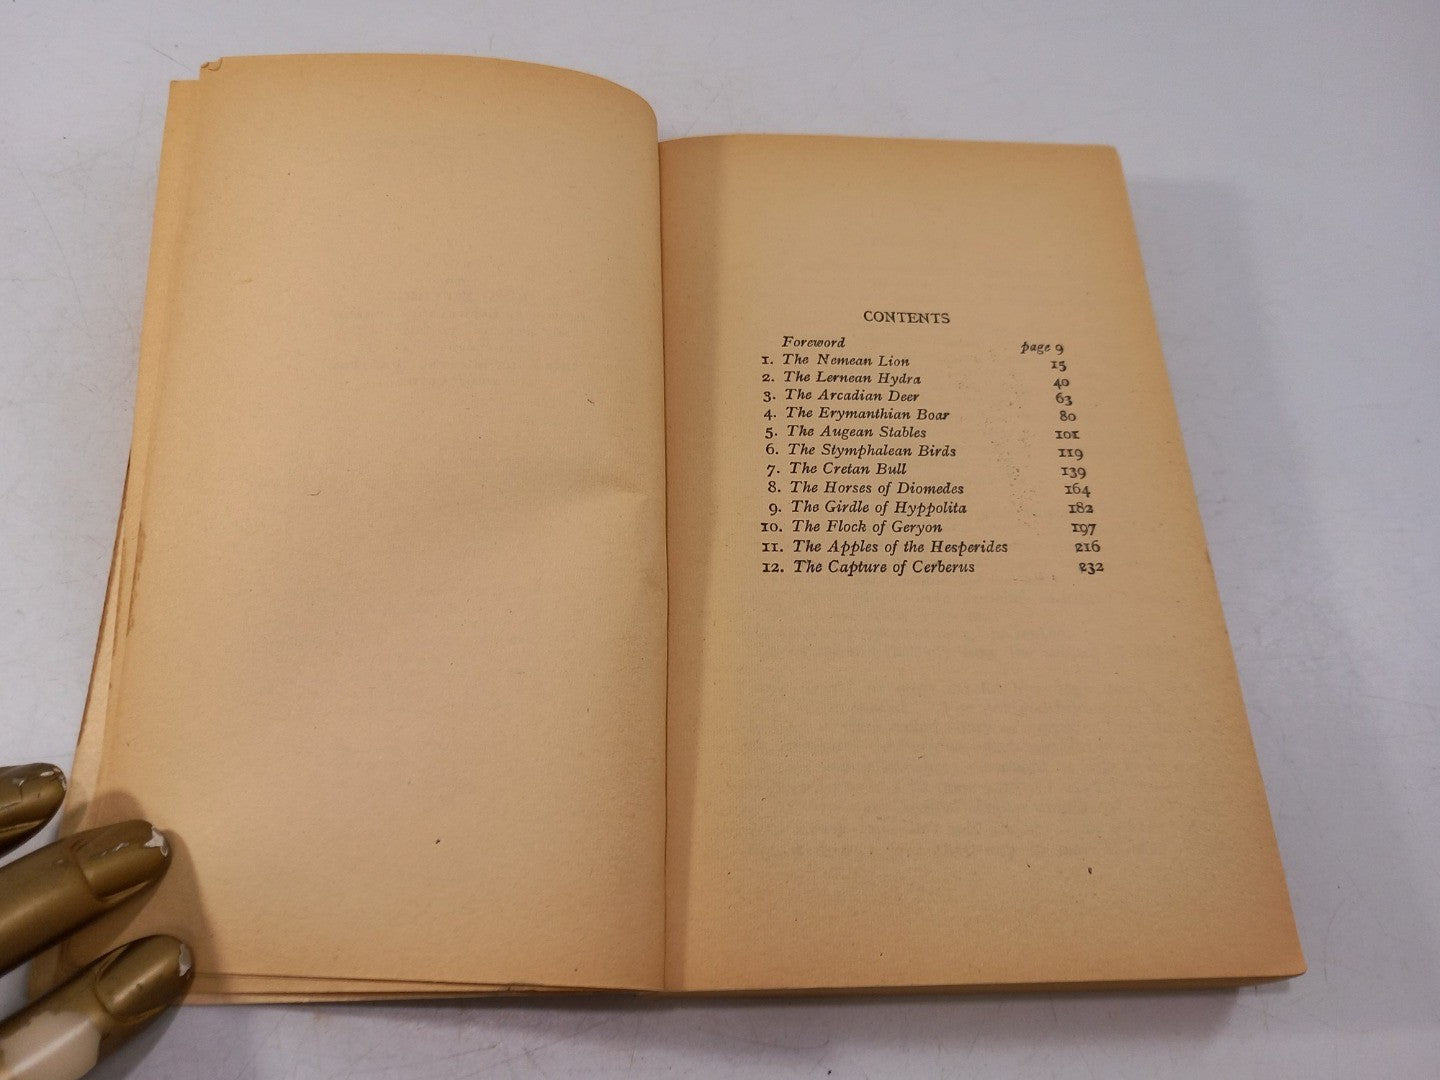 CONTENTS
Foreword page 9
1. The Nemean Lion 15
2. The Lernean Hydra 40
3. The Arcadian Deer 63
4. The Erymanthian Boar 80
5. The Augean Stables 101
6. The Stymphalean Birds 119
7. The Cretan Bull 139
8. The Horses of Diomedes 164
9. The Girdle of Hyppolita 182
10. The Flock of Geryon 197
11. The Apples of the Hesperides 216
12. The Capture of Cerberus 232